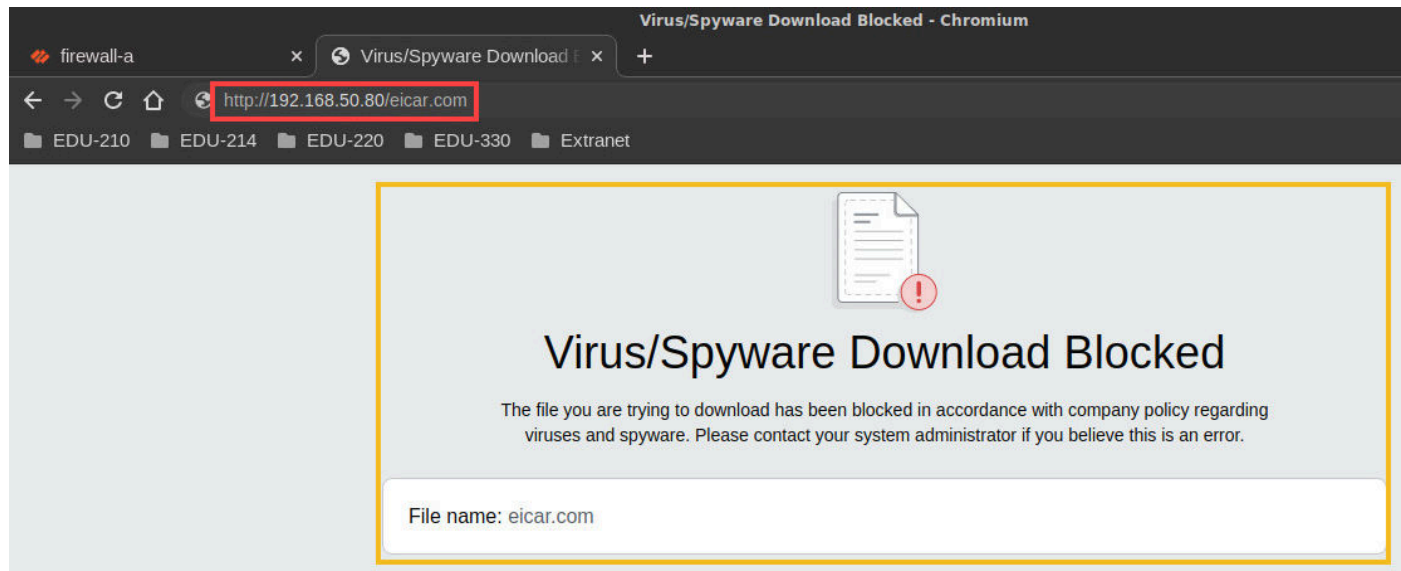 Virus/Spyware Download Blocked - Chromium
firewall-a
Virus/Spyware Download
http://192.168.50.80/eicar.com
EDU-210 EDU-214 EDU-220 EDU-330 Extranet
Virus/Spyware Download Blocked
The file you are trying to download has been blocked in accordance with company policy regarding
viruses and spyware. Please contact your system administrator if you believe this is an error.
File name: eicar.com